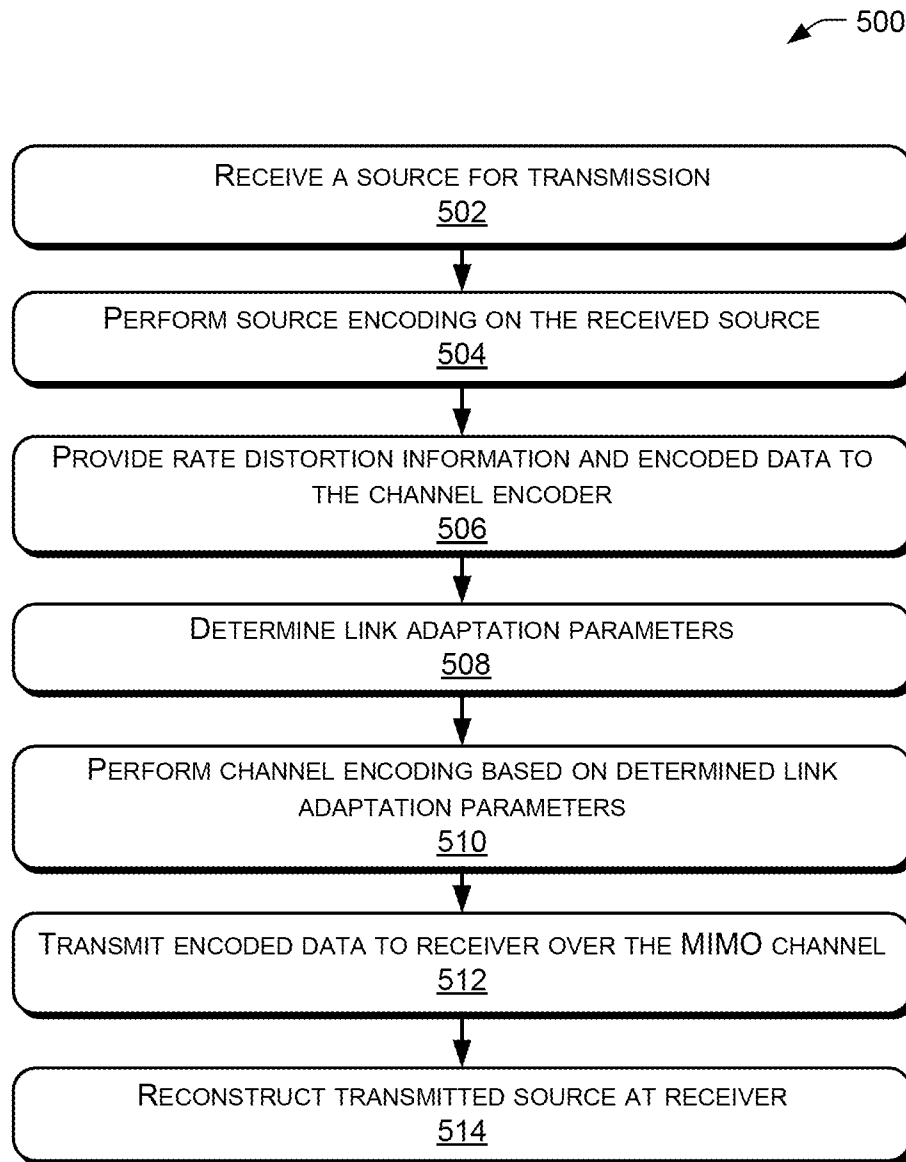 500
RECEIVE A SOURCE FOR TRANSMISSION
502
PERFORM SOURCE ENCODING ON THE RECEIVED SOURCE
504
PROVIDE RATE DISTORTION INFORMATION AND ENCODED DATA TO
THE CHANNEL ENCODER
506
DETERMINE LINK ADAPTATION PARAMETERS
508
PERFORM CHANNEL ENCODING BASED ON DETERMINED LINK
ADAPTATION PARAMETERS
510
TRANSMIT ENCODED DATA TO RECEIVER OVER THE MIMO CHANNEL
512
RECONSTRUCT TRANSMITTED SOURCE AT RECEIVER
514